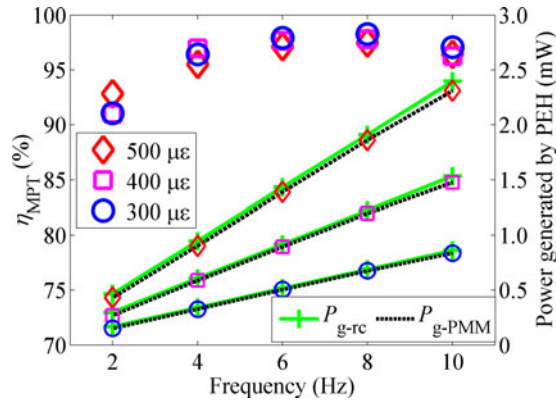 100
95
90
85
80
75
70
η_MPT (%)
3.0
2.5
2.0
1.5
1.0
0.5
0.0
Power generated by PEH (mW)
500 µε
400 µε
300 µε
P_g-rc
P_g-PMM
2 4 6 8 10
Frequency (Hz)